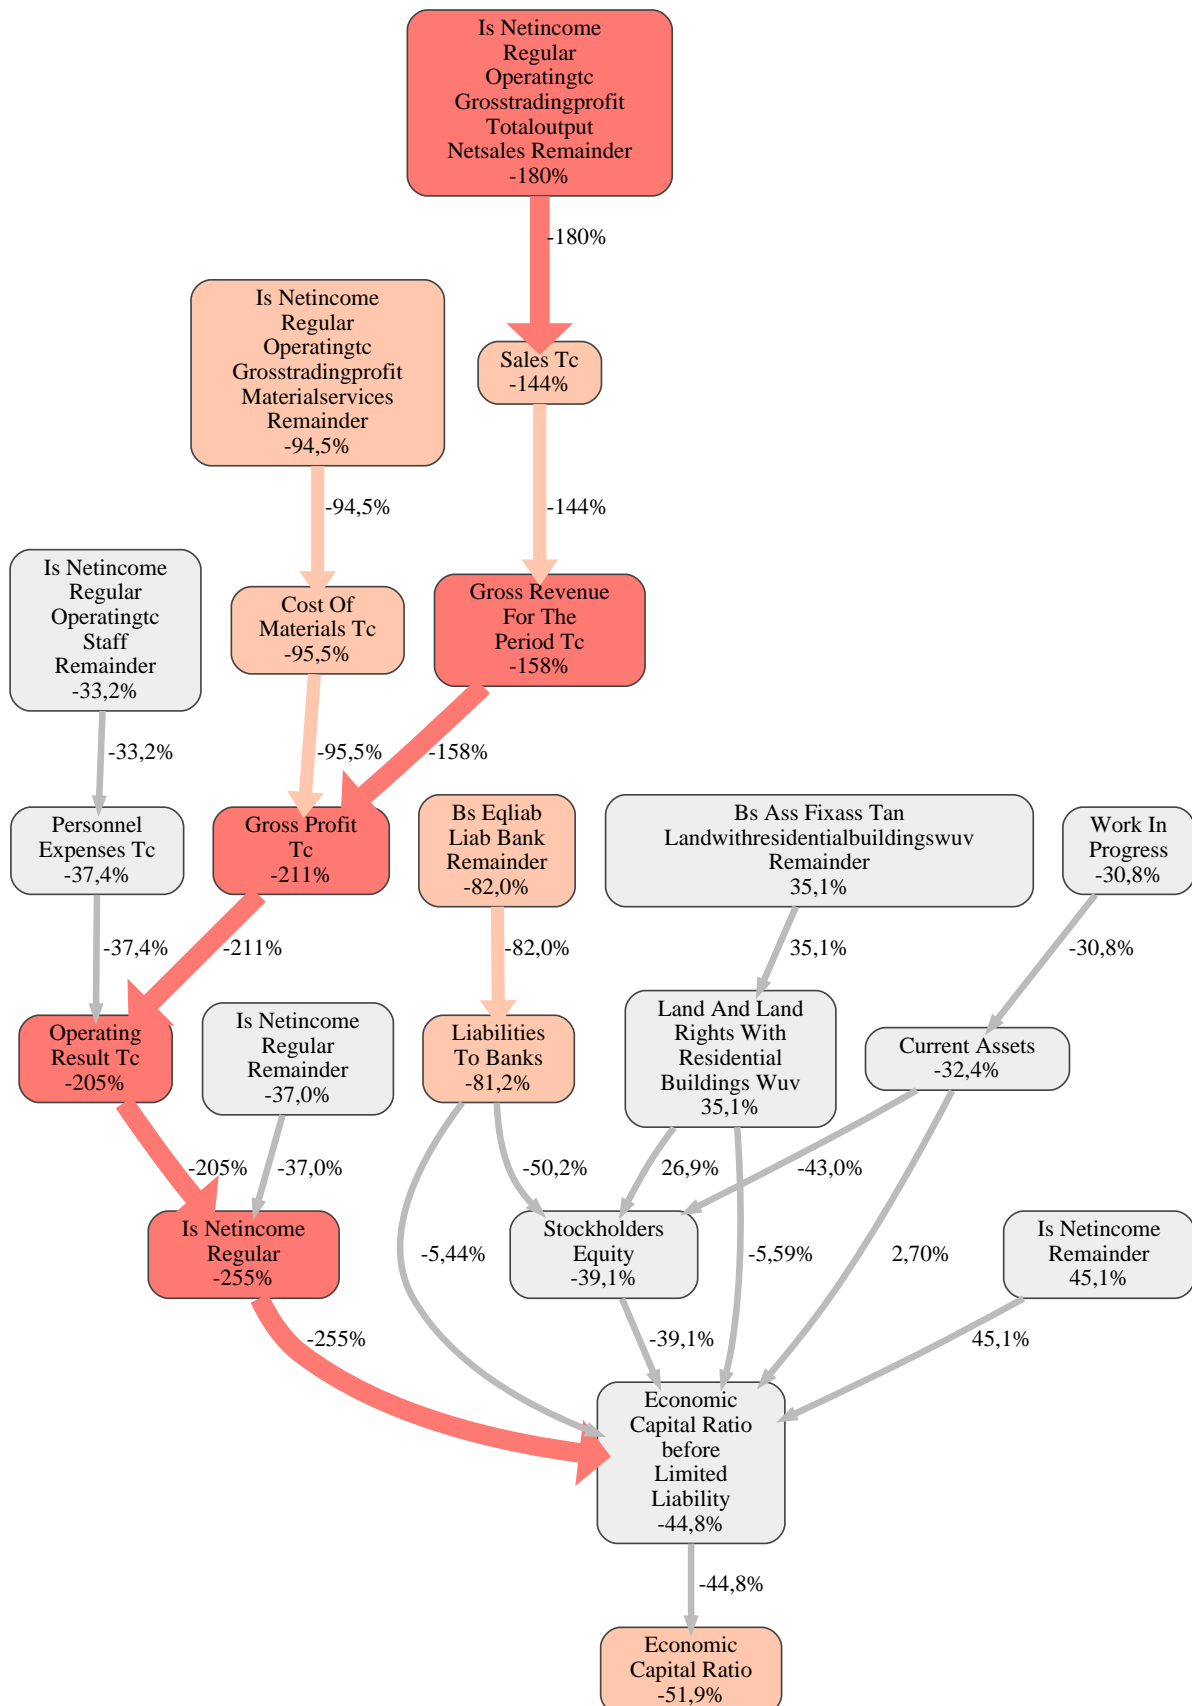 Is Netincome
Regular
Operatingtc
Grosstradingprofit
Totaloutput
Netsales Remainder
-180%
-180%
Is Netincome
Regular
Operatingtc
Grosstradingprofit
Materialservices
Remainder
-94,5%
Sales Tc
-144%
-94,5%
-144%
Is Netincome
Regular
Operatingtc
Staff
Remainder
-33,2%
Cost Of
Materials Tc
-95,5%
Gross Revenue
For The
Period Tc
-158%
-33,2%
-95,5%
-158%
Personnel
Expenses Tc
-37,4%
Gross Profit
Tc
-211%
Bs Eqliab
Liab Bank
Remainder
-82,0%
Bs Ass Fixass Tan
Landwithresidentialbuildingswuv
Remainder
35,1%
Work In
Progress
-30,8%
-37,4%
-211%
-82,0%
35,1%
-30,8%
Operating
Result Tc
-205%
Is Netincome
Regular
Remainder
-37,0%
Liabilities
To Banks
-81,2%
Land And Land
Rights With
Residential
Buildings Wuv
35,1%
Current Assets
-32,4%
-205%
-37,0%
-50,2%
26,9%
-43,0%
Is Netincome
Regular
-255%
-5,44%
Stockholders
Equity
-39,1%
-5,59%
2,70%
Is Netincome
Remainder
45,1%
-255%
-39,1%
45,1%
Economic
Capital Ratio
before
Limited
Liability
-44,8%
-44,8%
Economic
Capital Ratio
-51,9%